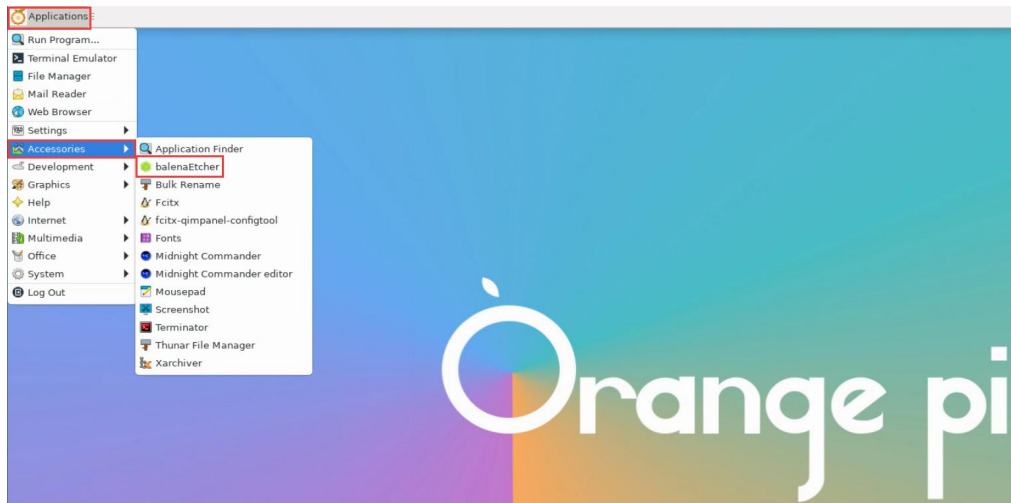 Applications
Run Program...
Terminal Emulator
File Manager
Mail Reader
Web Browser
Settings
Accessories
Development
Graphics
Help
Internet
Multimedia
Office
System
Log Out
Application Finder
balenaEtcher
Bulk Rename
Fcitx
fcitx-qimpanel-configtool
Fonts
Midnight Commander
Midnight Commander editor
Mousepad
Screenshot
Terminator
Thunar File Manager
Xarchiver
Orange pi